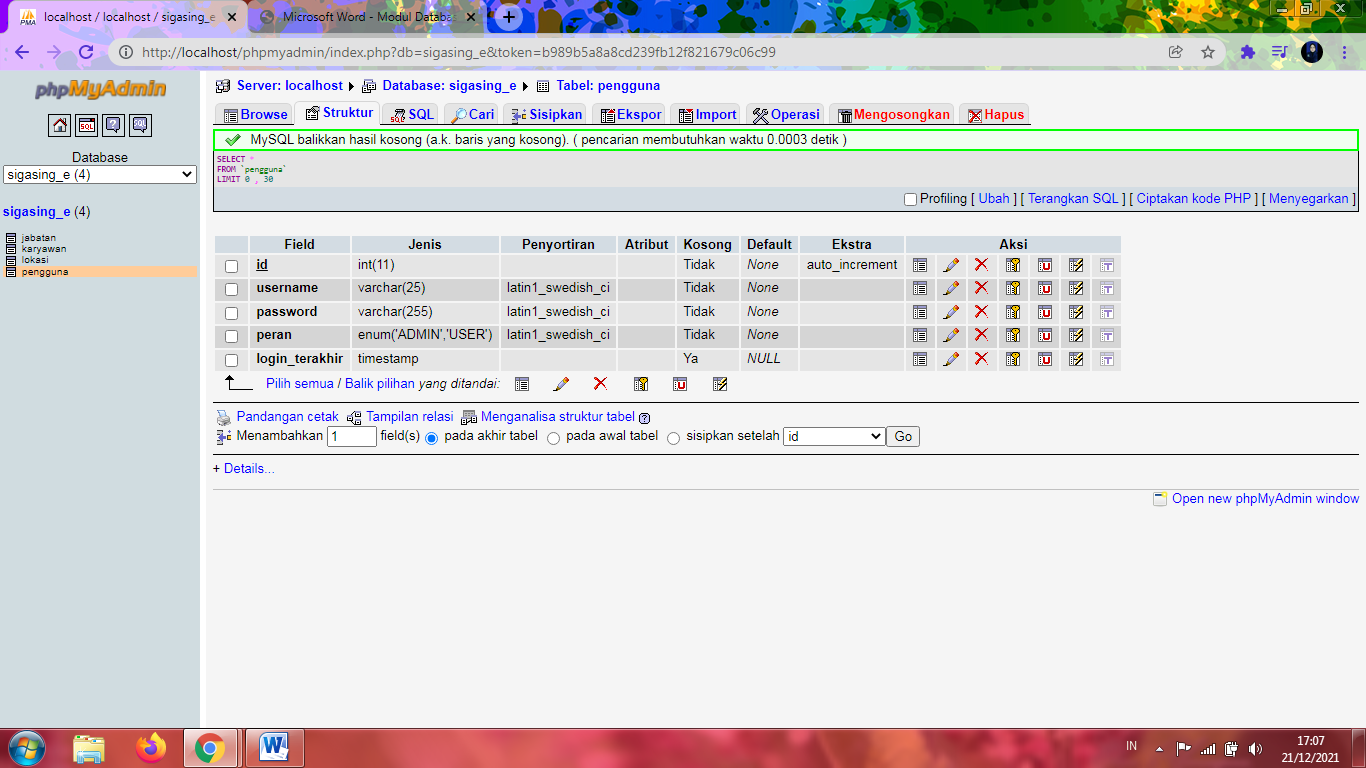 localhost / localhost / sigasing_e
Microsoft Word - Modul Databas
http://localhost/phpmyadmin/index.php?db=sigasing_e&token=b989b5a8a8cd239fb12f821679c06c99
phpMyAdmin
Database
sigasing_e (4)
sigasing_e (4)
jabatan
karyawan
lokasi
pengguna
Server: localhost Database: sigasing_e Tabel: pengguna
Browse Struktur SQL Cari Sisipkan Ekspor Import Operasi Mengosongkan Hapus
MySQL balikkan hasil kosong (a.k. baris yang kosong). ( pencarian membutuhkan waktu 0.0003 detik )
SELECT *
FROM `pengguna`
LIMIT 0 , 30
Profiling [ Ubah ] [ Terangkan SQL ] [ Ciptakan kode PHP ] [ Menyegarkan ]
Field Jenis Penyortiran Atribut Kosong Default Ekstra Aksi
id int(11) Tidak None auto_increment
username varchar(25) latin1_swedish_ci Tidak None
password varchar(255) latin1_swedish_ci Tidak None
peran enum('ADMIN','USER') latin1_swedish_ci Tidak None
login_terakhir timestamp Ya NULL
Pilih semua / Balik pilihan yang ditandai:
Pandangan cetak Tampilan relasi Menganalisa struktur tabel
Menambahkan 1 field(s) pada akhir tabel pada awal tabel sisipkan setelah id Go
+ Details...
Open new phpMyAdmin window
IN
17:07
21/12/2021